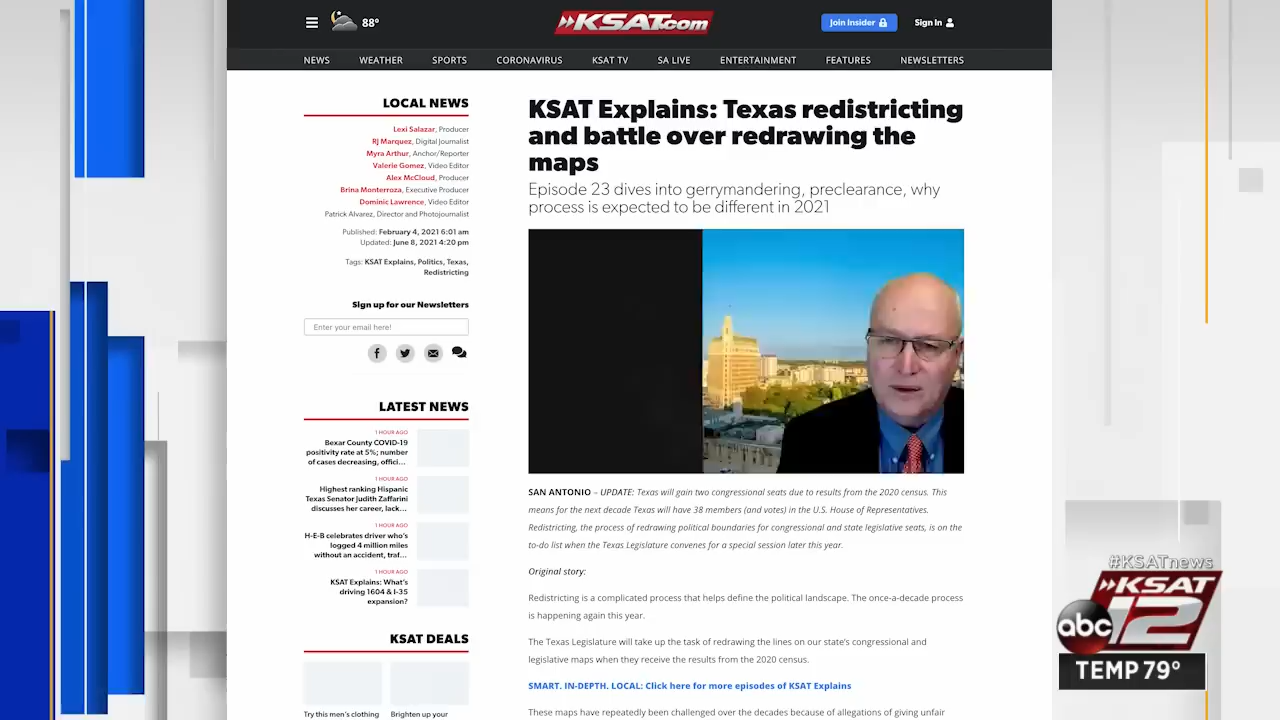 88°
KSAT.com
Join Insider
Sign In
NEWS
WEATHER
SPORTS
CORONAVIRUS
KSAT TV
SA LIVE
ENTERTAINMENT
FEATURES
NEWSLETTERS
LOCAL NEWS
Lexi Salazar, Producer
RJ Marquez, Digital Journalist
Myra Arthur, Anchor/Reporter
Valerie Gomez, Video Editor
Alex McCloud, Producer
Brina Monterroza, Executive Producer
Dominic Lawrence, Video Editor
Patrick Alvarez, Director and Photojournalist
Published: February 4, 2021 6:01 am
Updated: June 8, 2021 4:20 pm
Tags: KSAT Explains, Politics, Texas,
Redistricting
Sign up for our Newsletters
Enter your email here!
LATEST NEWS
1 HOUR AGO
Bexar County COVID-19
positivity rate at 5%; number
of cases decreasing, offici...
1 HOUR AGO
Highest ranking Hispanic
Texas Senator Judith Zaffarini
discusses her career, lack...
1 HOUR AGO
H-E-B celebrates driver who's
logged 4 million miles
without an accident, traf...
1 HOUR AGO
KSAT Explains: What's
driving 1604 & I-35
expansion?
KSAT DEALS
Try this men's clothing
Brighten up your
KSAT Explains: Texas redistricting
and battle over redrawing the
maps
Episode 23 dives into gerrymandering, preclearance, why
process is expected to be different in 2021
SAN ANTONIO – UPDATE: Texas will gain two congressional seats due to results from the 2020 census. This
means for the next decade Texas will have 38 members (and votes) in the U.S. House of Representatives.
Redistricting, the process of redrawing political boundaries for congressional and state legislative seats, is on the
to-do list when the Texas Legislature convenes for a special session later this year.
Original story:
Redistricting is a complicated process that helps define the political landscape. The once-a-decade process
is happening again this year.
The Texas Legislature will take up the task of redrawing the lines on our state's congressional and
legislative maps when they receive the results from the 2020 census.
SMART. IN-DEPTH. LOCAL: Click here for more episodes of KSAT Explains
These maps have repeatedly been challenged over the decades because of allegations of giving unfair
#KSATnews
KSAT
abc 12
TEMP 79°